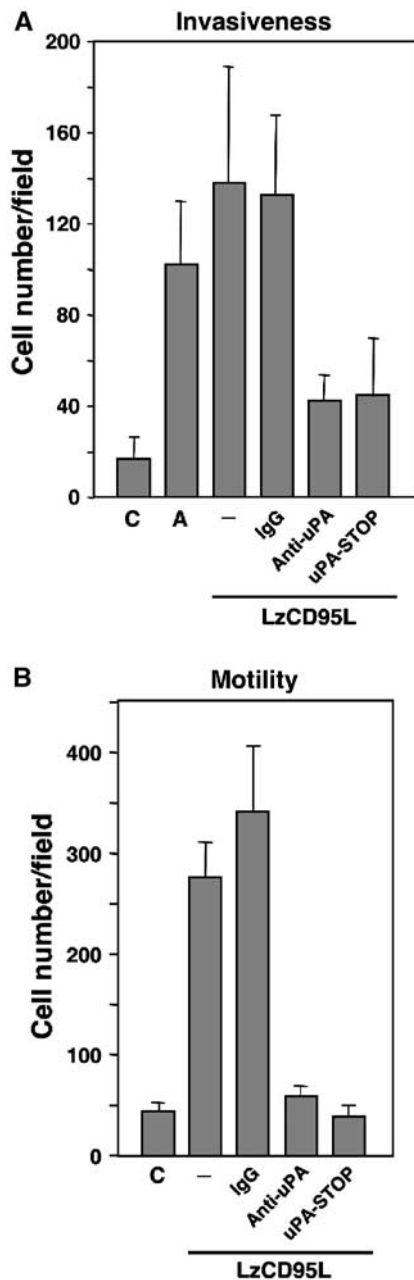 A
Invasiveness
Cell number/field
200
160
120
80
40
0
C A – IgG Anti-uPA uPA-STOP
LzCD95L
B
Motility
Cell number/field
400
300
200
100
0
C – IgG Anti-uPA uPA-STOP
LzCD95L